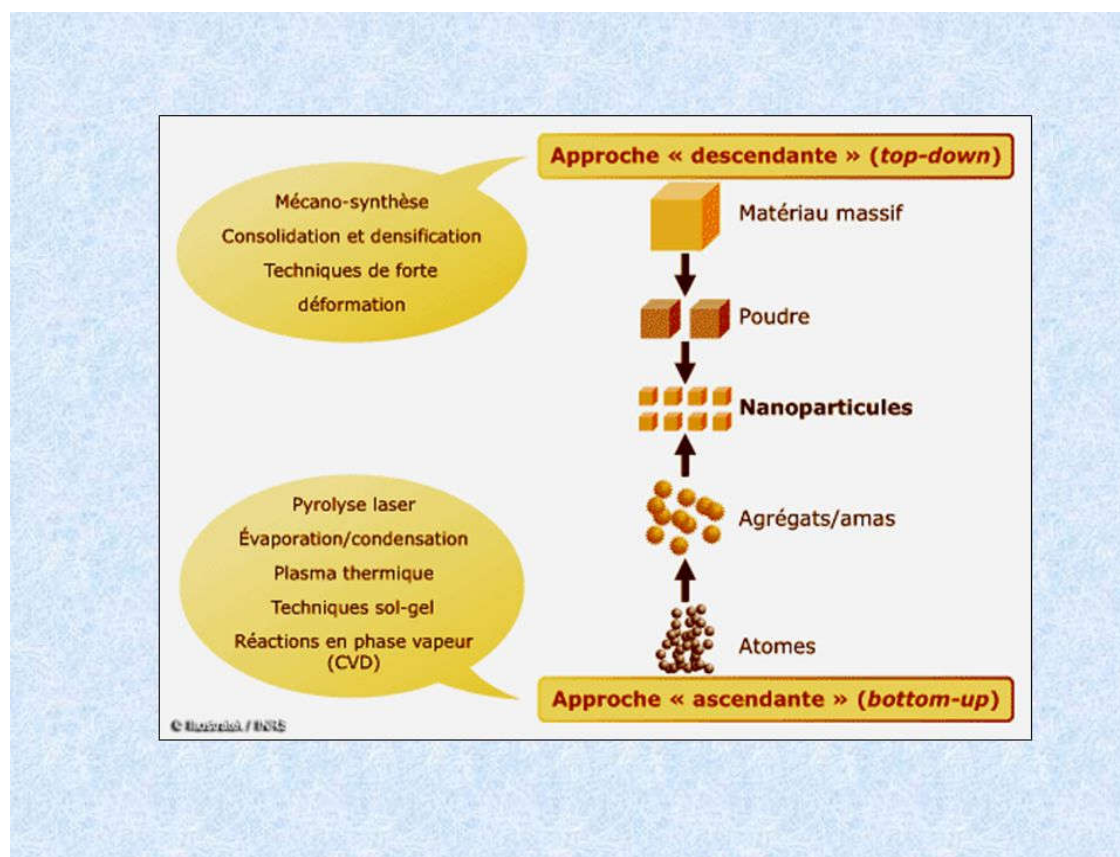 Approche « descendante » (top-down)
Mécano-synthèse
Consolidation et densification
Techniques de forte
déformation
Matériau massif
Poudre
Nanoparticules
Agrégats/amas
Atomes
Pyrolyse laser
Évaporation/condensation
Plasma thermique
Techniques sol-gel
Réactions en phase vapeur
(CVD)
Approche « ascendante » (bottom-up)
© / INRS